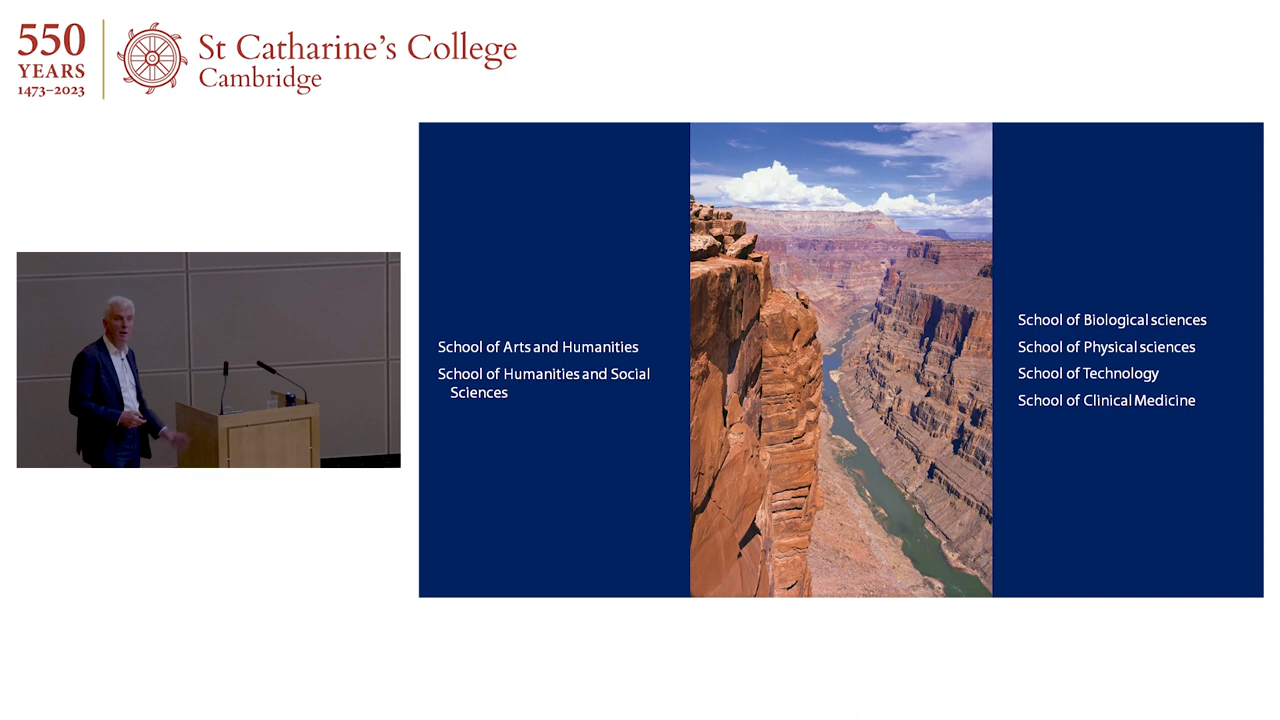 550
YEARS
1473–2023
St Catharine's College
Cambridge
School of Arts and Humanities
School of Humanities and Social
Sciences
School of Biological sciences
School of Physical sciences
School of Technology
School of Clinical Medicine